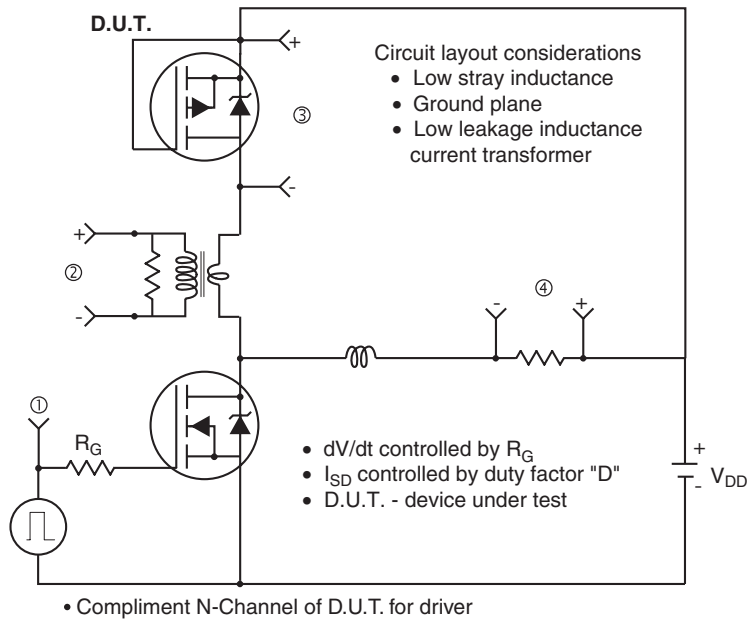 D.U.T.
+
Circuit layout considerations
• Low stray inductance
• Ground plane
• Low leakage inductance
current transformer
③
-
+
②
-
④
- +
①
R_G
• dV/dt controlled by R_G
• I_SD controlled by duty factor "D"
• D.U.T. - device under test
+
V_DD
-
• Compliment N-Channel of D.U.T. for driver